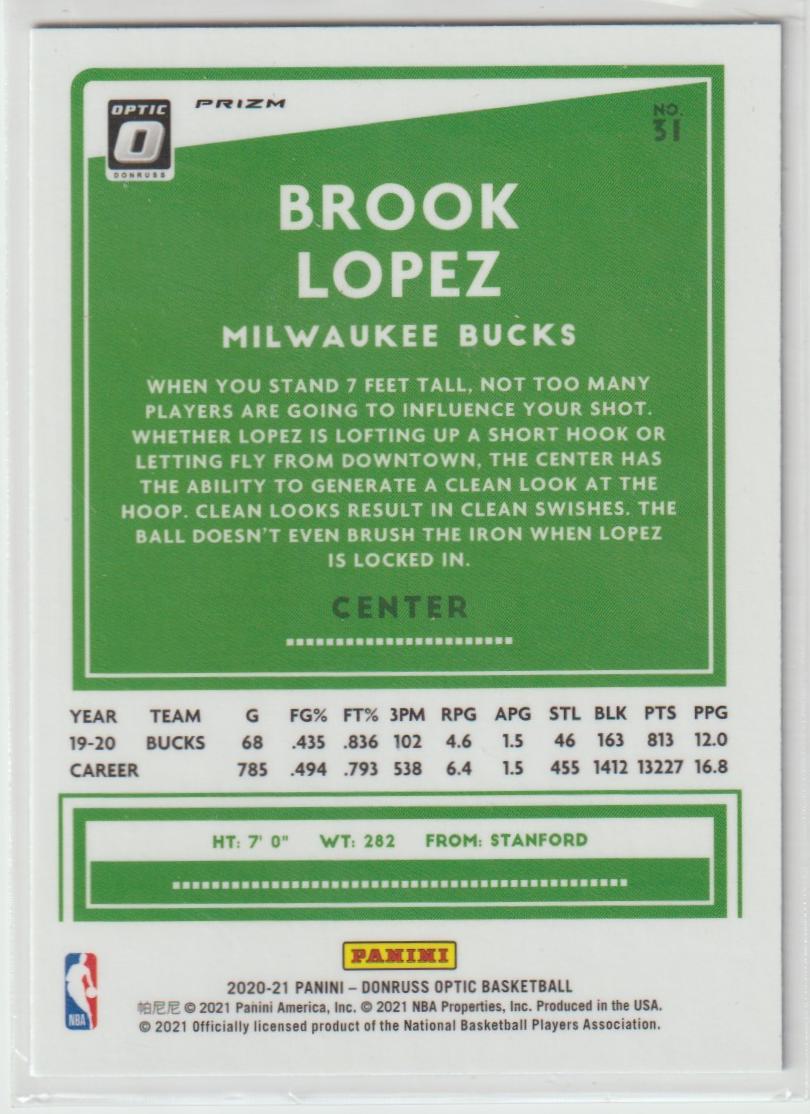 OPTIC
DONRUSS
PRIZM
NO.
31
BROOK
LOPEZ
MILWAUKEE BUCKS
WHEN YOU STAND 7 FEET TALL, NOT TOO MANY
PLAYERS ARE GOING TO INFLUENCE YOUR SHOT.
WHETHER LOPEZ IS LOFTING UP A SHORT HOOK OR
LETTING FLY FROM DOWNTOWN, THE CENTER HAS
THE ABILITY TO GENERATE A CLEAN LOOK AT THE
HOOP. CLEAN LOOKS RESULT IN CLEAN SWISHES. THE
BALL DOESN'T EVEN BRUSH THE IRON WHEN LOPEZ
IS LOCKED IN.
CENTER
YEAR TEAM G FG% FT% 3PM RPG APG STL BLK PTS PPG
19-20 BUCKS 68 .435 .836 102 4.6 1.5 46 163 813 12.0
CAREER 785 .494 .793 538 6.4 1.5 455 1412 13227 16.8
HT: 7' 0" WT: 282 FROM: STANFORD
PANINI
NBA
2020-21 PANINI – DONRUSS OPTIC BASKETBALL
帕尼尼 © 2021 Panini America, Inc. © 2021 NBA Properties, Inc. Produced in the USA.
© 2021 Officially licensed product of the National Basketball Players Association.